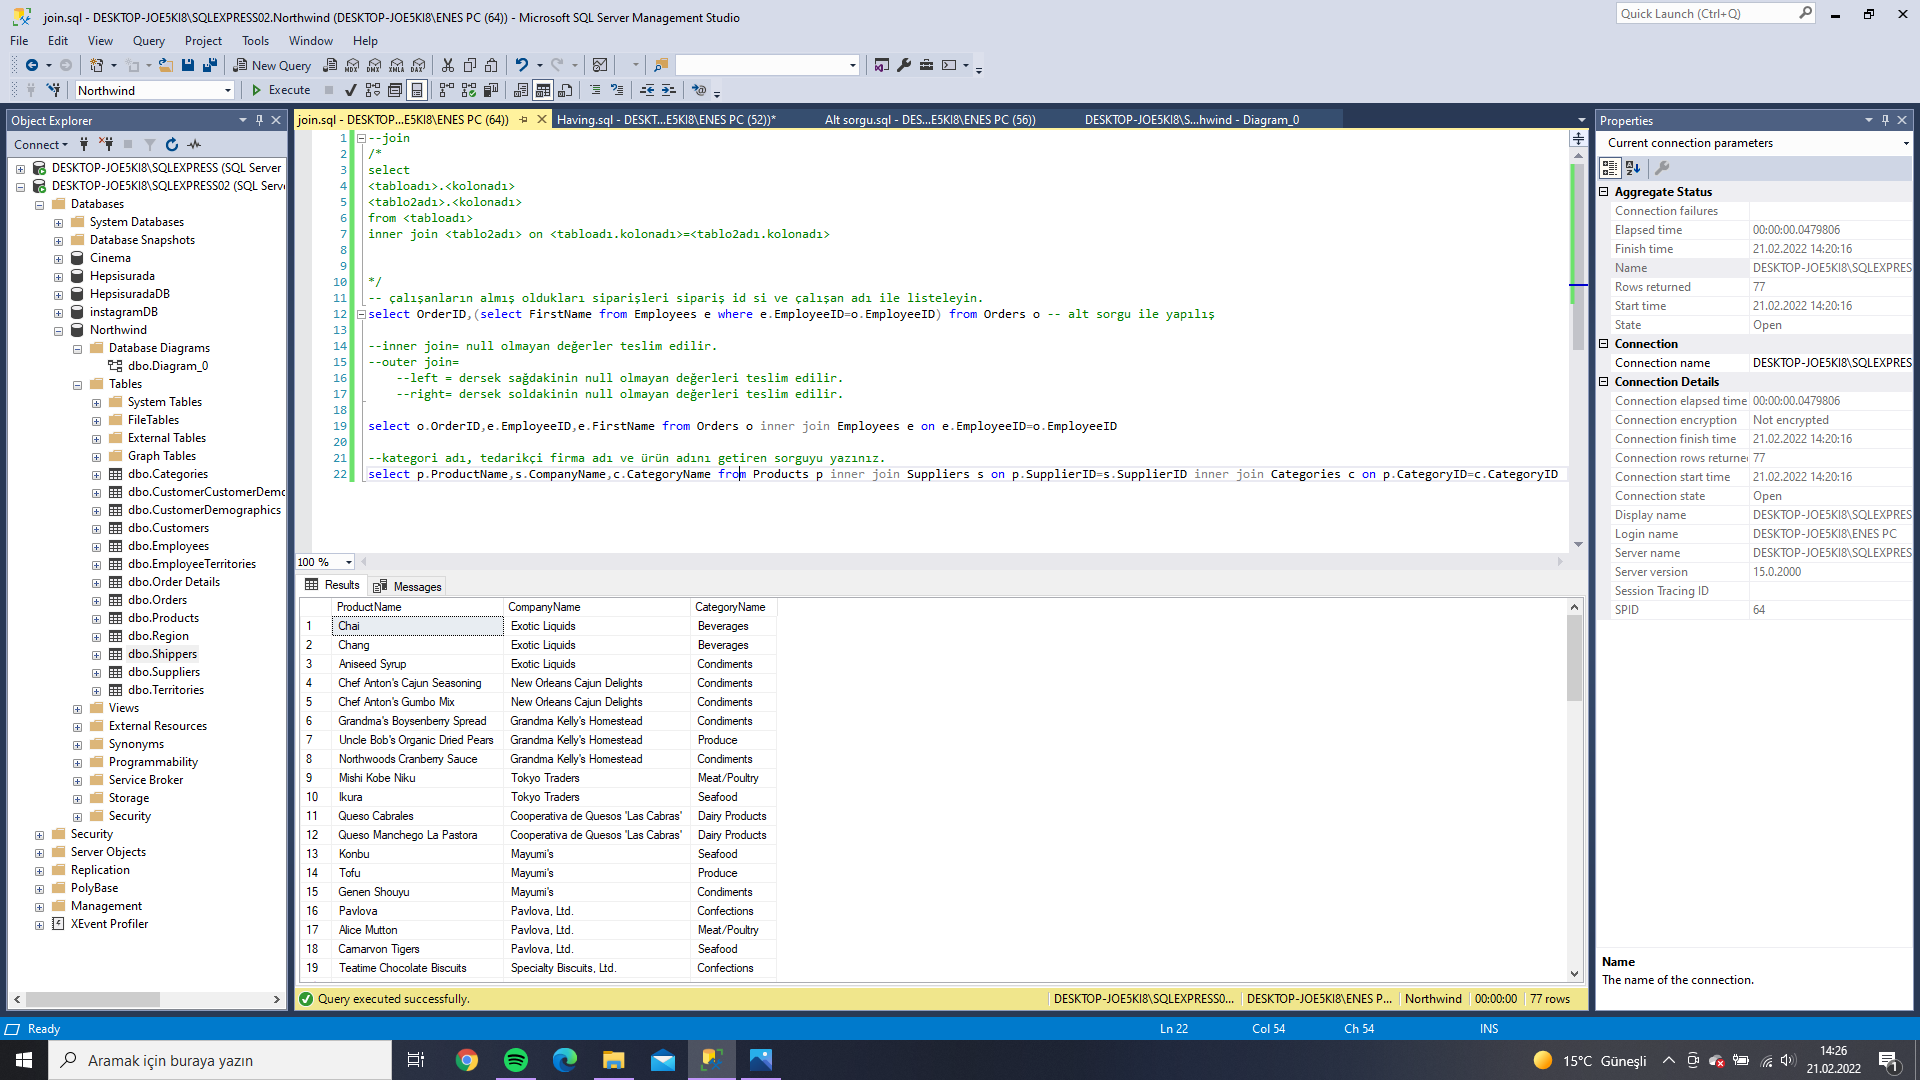 join.sql - DESKTOP-JOE5KI8\SQLEXPRESS02.Northwind (DESKTOP-JOE5KI8\ENES PC (64)) - Microsoft SQL Server Management Studio
Quick Launch (Ctrl+Q)
File Edit View Query Project Tools Window Help
New Query
Northwind Execute
Object Explorer
Connect
DESKTOP-JOE5KI8\SQLEXPRESS (SQL Server
DESKTOP-JOE5KI8\SQLEXPRESS02 (SQL Serv
Databases
System Databases
Database Snapshots
Cinema
Hepsisurada
HepsisuradaDB
instagramDB
Northwind
Database Diagrams
dbo.Diagram_0
Tables
System Tables
FileTables
External Tables
Graph Tables
dbo.Categories
dbo.CustomerCustomerDemo
dbo.CustomerDemographics
dbo.Customers
dbo.Employees
dbo.EmployeeTerritories
dbo.Order Details
dbo.Orders
dbo.Products
dbo.Region
dbo.Shippers
dbo.Suppliers
dbo.Territories
Views
External Resources
Synonyms
Programmability
Service Broker
Storage
Security
Security
Server Objects
Replication
PolyBase
Management
XEvent Profiler
join.sql - DESKTOP...E5KI8\ENES PC (64)) Having.sql - DESKT...E5KI8\ENES PC (52))* Alt sorgu.sql - DES...E5KI8\ENES PC (56)) DESKTOP-JOE5KI8\S...hwind - Diagram_0
1 --join
2 /*
3 select
4 <tabloadı>.<kolonadı>
5 <tablo2adı>.<kolonadı>
6 from <tabloadı>
7 inner join <tablo2adı> on <tabloadı.kolonadı>=<tablo2adı.kolonadı>
8
9
10 */
11 -- çalışanların almış oldukları siparişleri sipariş id si ve çalışan adı ile listeleyin.
12 select OrderID,(select FirstName from Employees e where e.EmployeeID=o.EmployeeID) from Orders o -- alt sorgu ile yapılış
13
14 --inner join= null olmayan değerler teslim edilir.
15 --outer join=
16 --left = dersek sağdakinin null olmayan değerleri teslim edilir.
17 --right= dersek soldakinin null olmayan değerleri teslim edilir.
18
19 select o.OrderID,e.EmployeeID,e.FirstName from Orders o inner join Employees e on e.EmployeeID=o.EmployeeID
20
21 --kategori adı, tedarikçi firma adı ve ürün adını getiren sorguyu yazınız.
22 select p.ProductName,s.CompanyName,c.CategoryName from Products p inner join Suppliers s on p.SupplierID=s.SupplierID inner join Categories c on p.CategoryID=c.CategoryID
100 %
Results Messages
ProductName CompanyName CategoryName
1 Chai Exotic Liquids Beverages
2 Chang Exotic Liquids Beverages
3 Aniseed Syrup Exotic Liquids Condiments
4 Chef Anton's Cajun Seasoning New Orleans Cajun Delights Condiments
5 Chef Anton's Gumbo Mix New Orleans Cajun Delights Condiments
6 Grandma's Boysenberry Spread Grandma Kelly's Homestead Condiments
7 Uncle Bob's Organic Dried Pears Grandma Kelly's Homestead Produce
8 Northwoods Cranberry Sauce Grandma Kelly's Homestead Condiments
9 Mishi Kobe Niku Tokyo Traders Meat/Poultry
10 Ikura Tokyo Traders Seafood
11 Queso Cabrales Cooperativa de Quesos 'Las Cabras' Dairy Products
12 Queso Manchego La Pastora Cooperativa de Quesos 'Las Cabras' Dairy Products
13 Konbu Mayumi's Seafood
14 Tofu Mayumi's Produce
15 Genen Shouyu Mayumi's Condiments
16 Pavlova Pavlova, Ltd. Confections
17 Alice Mutton Pavlova, Ltd. Meat/Poultry
18 Carnarvon Tigers Pavlova, Ltd. Seafood
19 Teatime Chocolate Biscuits Specialty Biscuits, Ltd. Confections
Query executed successfully. DESKTOP-JOE5KI8\SQLEXPRESS0... DESKTOP-JOE5KI8\ENES P... Northwind 00:00:00 77 rows
Properties
Current connection parameters
Aggregate Status
Connection failures
Elapsed time 00:00:00.0479806
Finish time 21.02.2022 14:20:16
Name DESKTOP-JOE5KI8\SQLEXPRES
Rows returned 77
Start time 21.02.2022 14:20:16
State Open
Connection
Connection name DESKTOP-JOE5KI8\SQLEXPRES
Connection Details
Connection elapsed time 00:00:00.0479806
Connection encryption Not encrypted
Connection finish time 21.02.2022 14:20:16
Connection rows returne 77
Connection start time 21.02.2022 14:20:16
Connection state Open
Display name DESKTOP-JOE5KI8\SQLEXPRES
Login name DESKTOP-JOE5KI8\ENES PC
Server name DESKTOP-JOE5KI8\SQLEXPRES
Server version 15.0.2000
Session Tracing ID
SPID 64
Name
The name of the connection.
Ready Ln 22 Col 54 Ch 54 INS
Aramak için buraya yazın
15°C Güneşli
14:26
21.02.2022
1